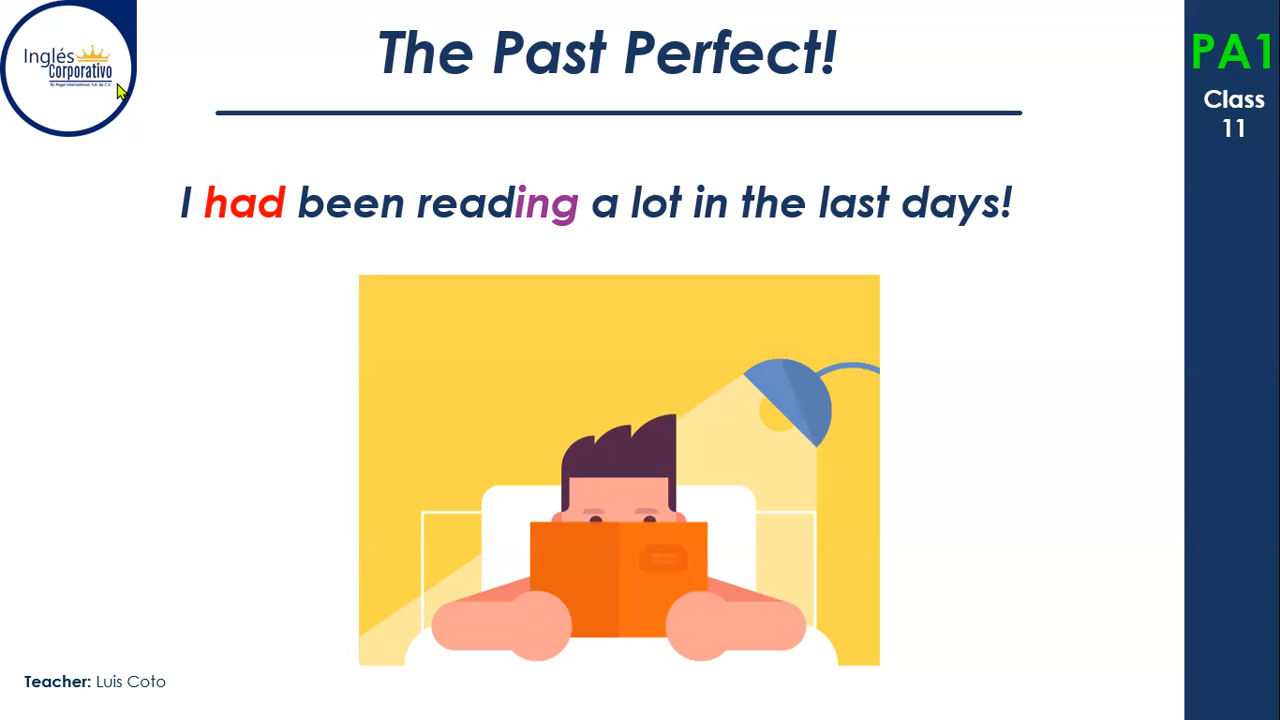 The Past Perfect!
Inglés
Corporativo
PA1
Class
11
I had been reading a lot in the last days!
Teacher: Luis Coto